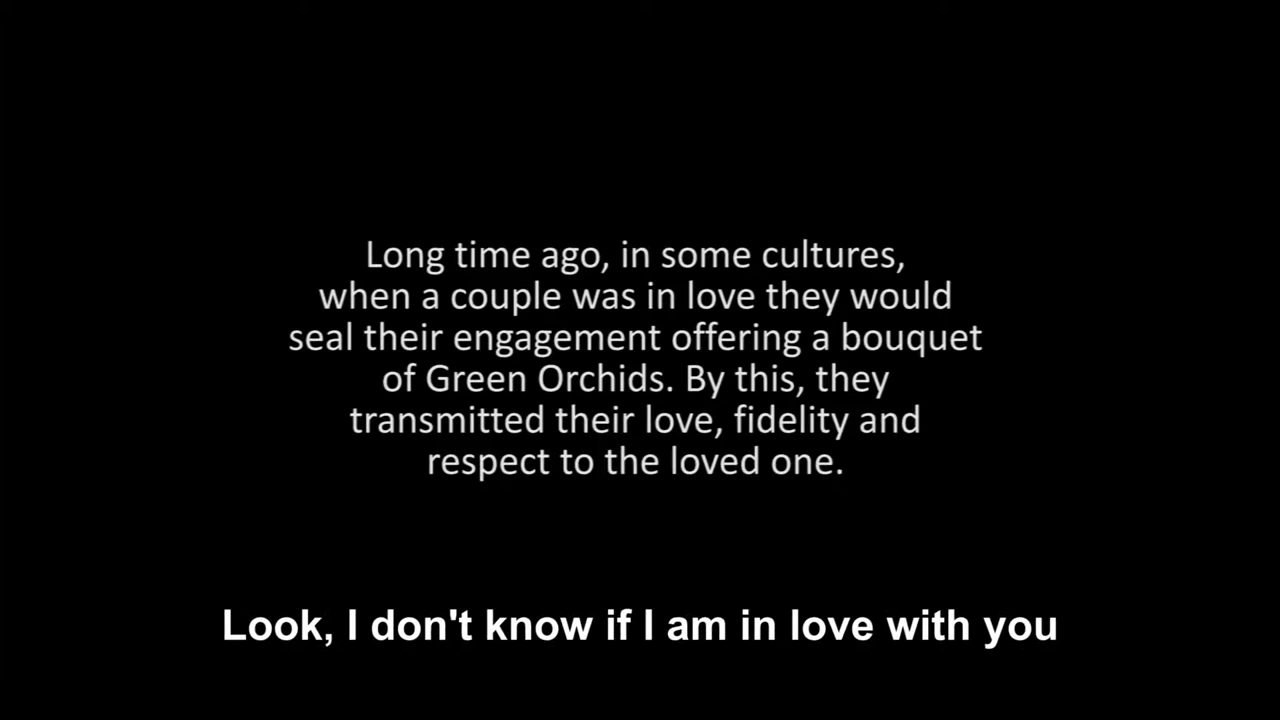 Long time ago, in some cultures,
when a couple was in love they would
seal their engagement offering a bouquet
of Green Orchids. By this, they
transmitted their love, fidelity and
respect to the loved one.
Look, I don't know if I am in love with you